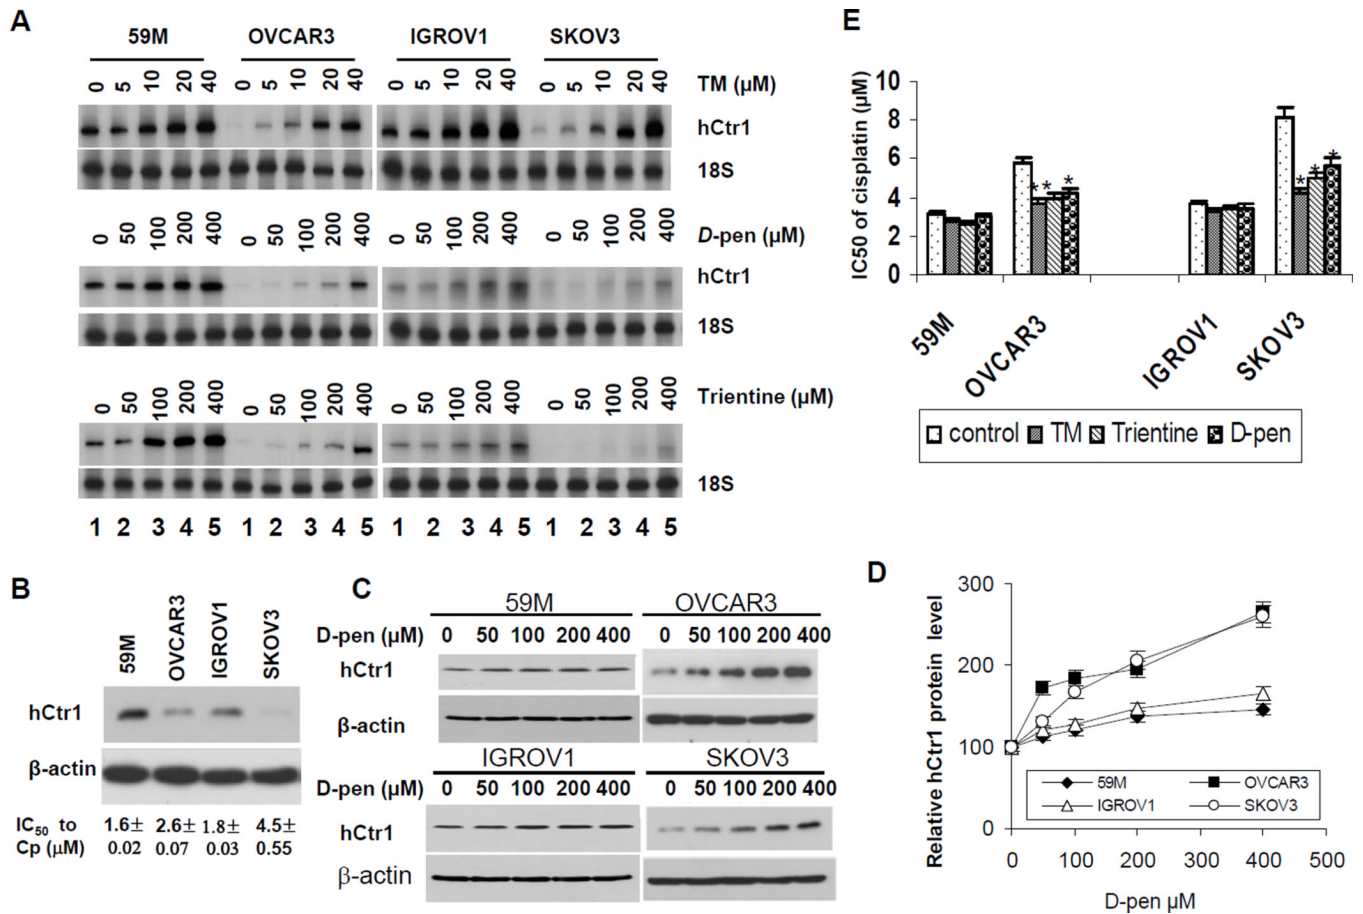 A
59M OVCAR3 IGROV1 SKOV3
0 5 10 20 40 0 5 10 20 40 0 5 10 20 40 0 5 10 20 40 TM (µM)
hCtr1
18S
0 50 100 200 400 0 50 100 200 400 0 50 100 200 400 0 50 100 200 400 D-pen (µM)
hCtr1
18S
0 50 100 200 400 0 50 100 200 400 0 50 100 200 400 0 50 100 200 400 Trientine (µM)
18S
1 2 3 4 5 1 2 3 4 5 1 2 3 4 5 1 2 3 4 5
E
IC50 of cisplatin (µM)
10
8
6
4
2
0
* * *
* * *
59M OVCAR3 IGROV1 SKOV3
control TM Trientine D-pen
B
59M OVCAR3 IGROV1 SKOV3
hCtr1
β-actin
IC50 to 1.6± 2.6± 1.8± 4.5±
Cp (µM) 0.02 0.07 0.03 0.55
C
59M OVCAR3
D-pen (µM) 0 50 100 200 400 0 50 100 200 400
hCtr1
β-actin
IGROV1 SKOV3
D-pen (µM) 0 50 100 200 400 0 50 100 200 400
hCtr1
β-actin
D
Relative hCtr1 protein level
300
200
100
0
59M OVCAR3
IGROV1 SKOV3
0 100 200 300 400 500
D-pen µM